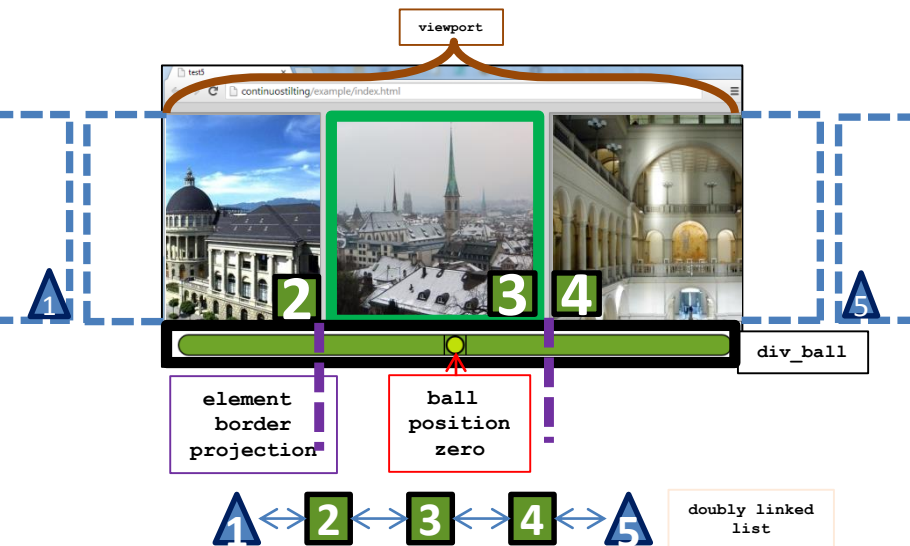 viewport
test5
x
continuostilting/example/index.html
1
2
3
4
5
div_ball
element
border
projection
ball
position
zero
1
2
3
4
5
doubly linked
list